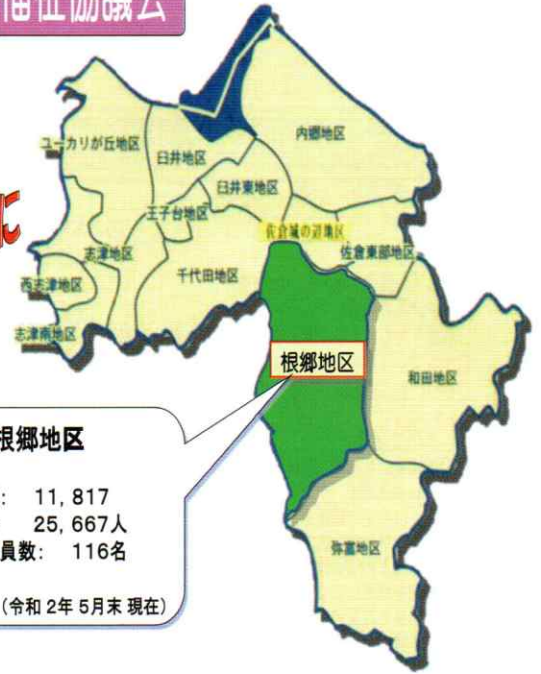 福祉協議会
に
ユーカリが丘地区
臼井地区
内郷地区
臼井東地区
王子台地区
佐倉城の辺地区
志津地区
佐倉東部地区
西志津地区
千代田地区
志津南地区
根郷地区
和田地区
弥富地区
根郷地区
: 11,817
25,667人
員数: 116名
(令和 2年 5月末 現在)